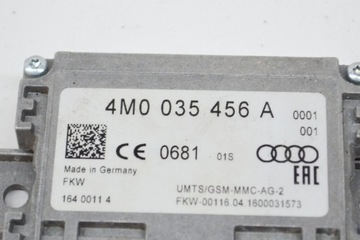 4M0 035 456 A 0001
001
CE 0681 01S
EAC
Made in Germany
FKW
UMTS/GSM-MMC-AG-2
164 0011 4
FKW-00116.04.1600031573